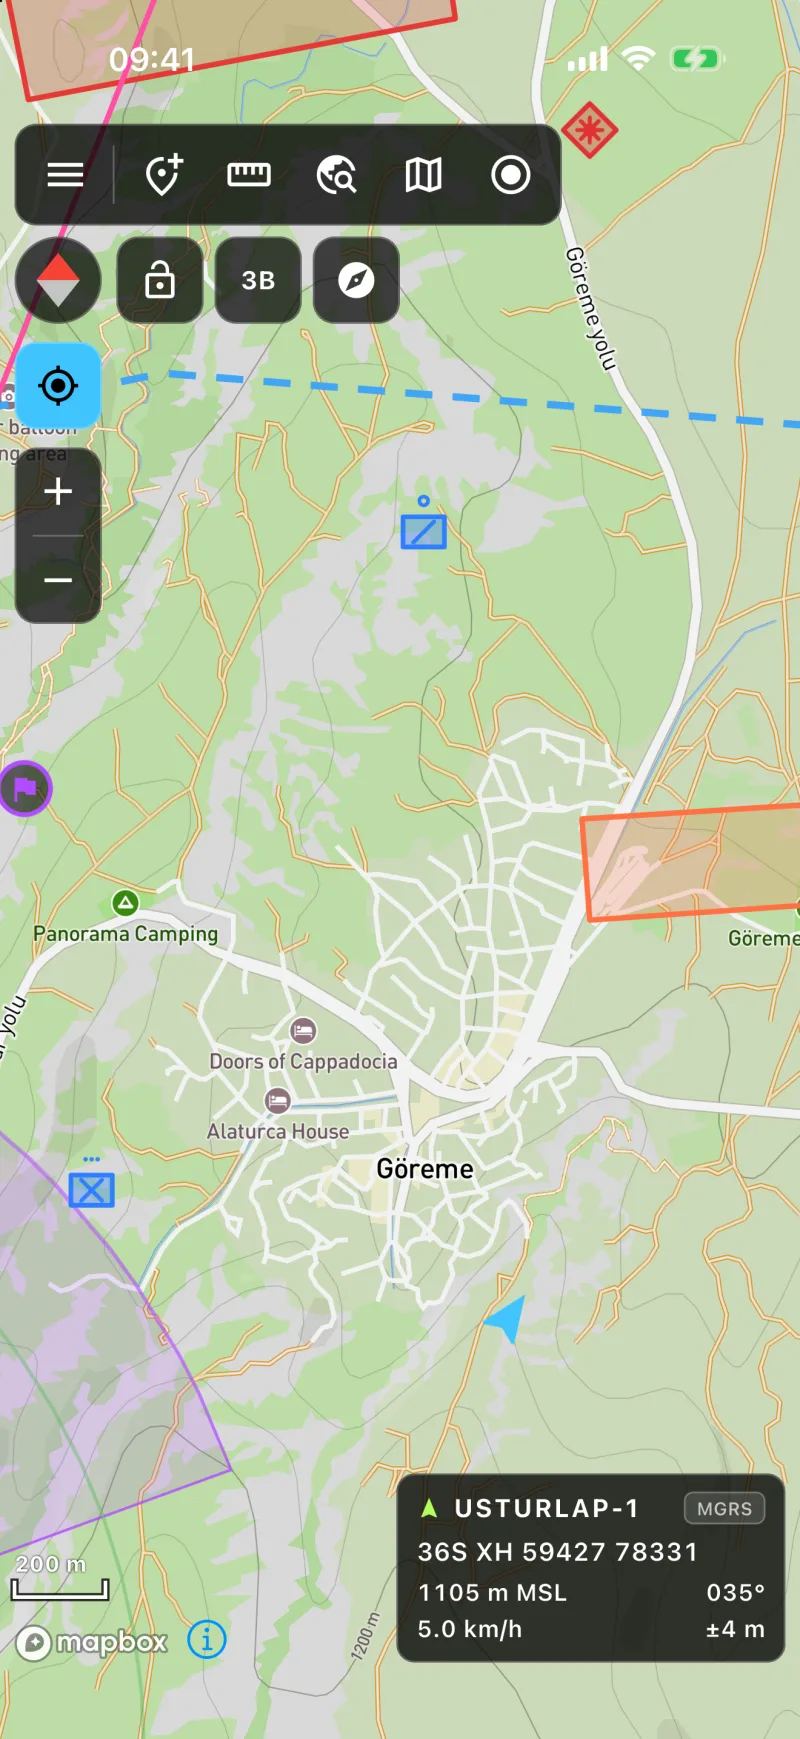 09:41
Göreme yolu
3B
r balloon
ng area
Panorama Camping
Göreme
yolu
Doors of Cappadocia
Alaturca House
Göreme
USTURLAP-1
MGRS
36S XH 59427 78331
1105 m MSL
035°
5.0 km/h
±4 m
200 m
mapbox
1200 m